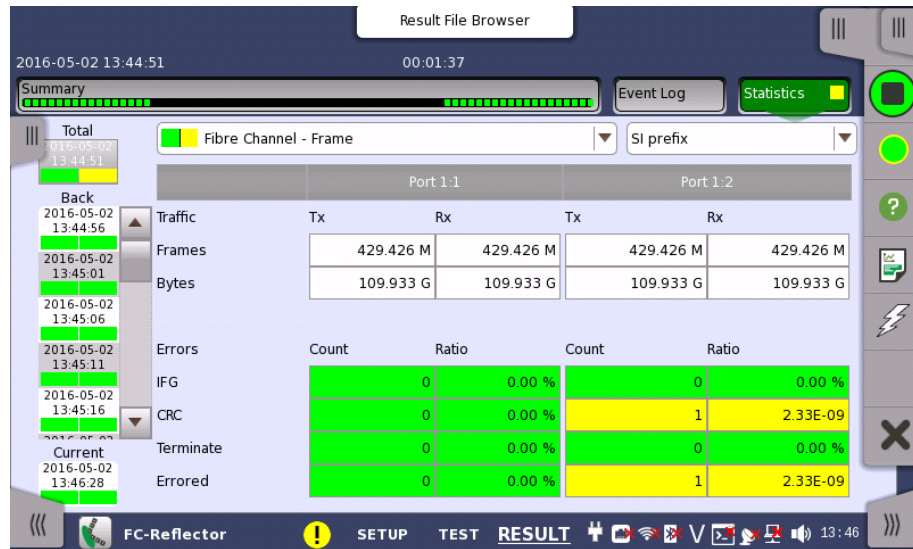 Result File Browser
2016-05-02 13:44:51 00:01:37
Summary Event Log Statistics
Total
2016-05-02
13:44:51
Fibre Channel - Frame SI prefix
Port 1:1 Port 1:2
Back
2016-05-02
13:44:56
2016-05-02
13:45:01
2016-05-02
13:45:06
2016-05-02
13:45:11
2016-05-02
13:45:16
Traffic Tx Rx Tx Rx
Frames 429.426 M 429.426 M 429.426 M 429.426 M
Bytes 109.933 G 109.933 G 109.933 G 109.933 G
Errors Count Ratio Count Ratio
IFG 0 0.00 % 0 0.00 %
CRC 0 0.00 % 1 2.33E-09
Terminate 0 0.00 % 0 0.00 %
Errored 0 0.00 % 1 2.33E-09
Current
2016-05-02
13:46:28
FC-Reflector SETUP TEST RESULT V 13:46